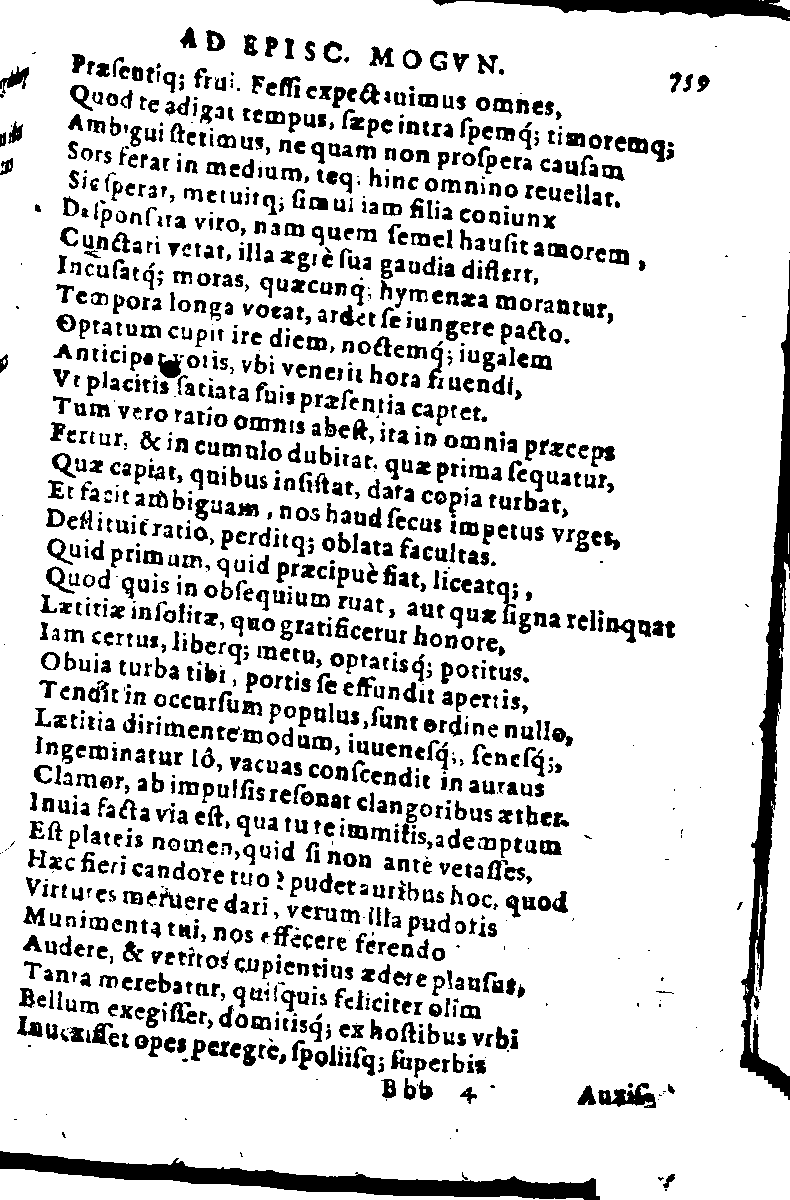 AD EPISC. MOGVN. 759
Præſentiq́; frui. Feſſi expectauimus omnes,
Quod te adigat tempus, ſæpe intra ſpemq́; timoremq́;
Ambigui ſtetimus, ne quam non proſpera cauſam
Sors ferat in medium, teq́; hinc omnino reuellat.
Sic ſperat, metuitq́; ſimul iam filia coniunx
Deſponſata viro, nam quem ſemel hauſit amorem,
Cunctari vetat, illa ægrè ſua gaudia differt,
Incuſatq́; moras, quæcunq́; hymenæa morantur,
Tempora longa vocat, ardet ſe iungere pacto.
Optatum cupit ire diem, noctemq́; iugalem
Anticipat votis, vbi venerit hora fruendi,
Vt placitis ſatiata ſuis præſentia captet.
Tum vero ratio omnis abeſt, ita in omnia præceps
Fertur, & in cumulo dubitat, quæ prima ſequatur,
Quæ capiat, quibus inſiſtat, data copia turbat,
Et facit ambiguam, nos haud ſecus impetus vrget,
Deſtituit ratio, perditq́; oblata facultas.
Quid primum, quid præcipuè fiat, liceatq́;,
Quod quis in obſequium ruat, aut quæ ſigna relinquat
Lætitiæ inſolitæ, quo gratificetur honore,
Iam certus, liberq́; metu, optatisq́; potitus.
Obuia turba tibi, portis ſe effundit apertis,
Tendit in occurſum populus, ſunt ordine nullo,
Lætitia dirimente modum, iuueneſq́;, ſeneſq́;,
Ingeminatur Iô, vacuas conſcendit in auras
Clamor, ab impulſis reſonat clangoribus æther.
Inuia facta via eſt, qua tu te immittis, ademptum
Eſt plateis nomen, quid ſi non antè vetaſſes,
Hæc fieri candore tuo? pudet auribus hoc, quod
Virtutes meruere dari, verum illa pudoris
Munimenta tui, nos effecere ferendo
Audere, & vetitos cupientius ædere plauſus,
Tanta merebatur, quiſquis feliciter olim
Bellum exegiſſet, domitisq́; ex hoſtibus vrbi
Inuexiſſet opes peregrè, ſpoliiſq́; ſuperbis
Bbb 4 Auxiſſ